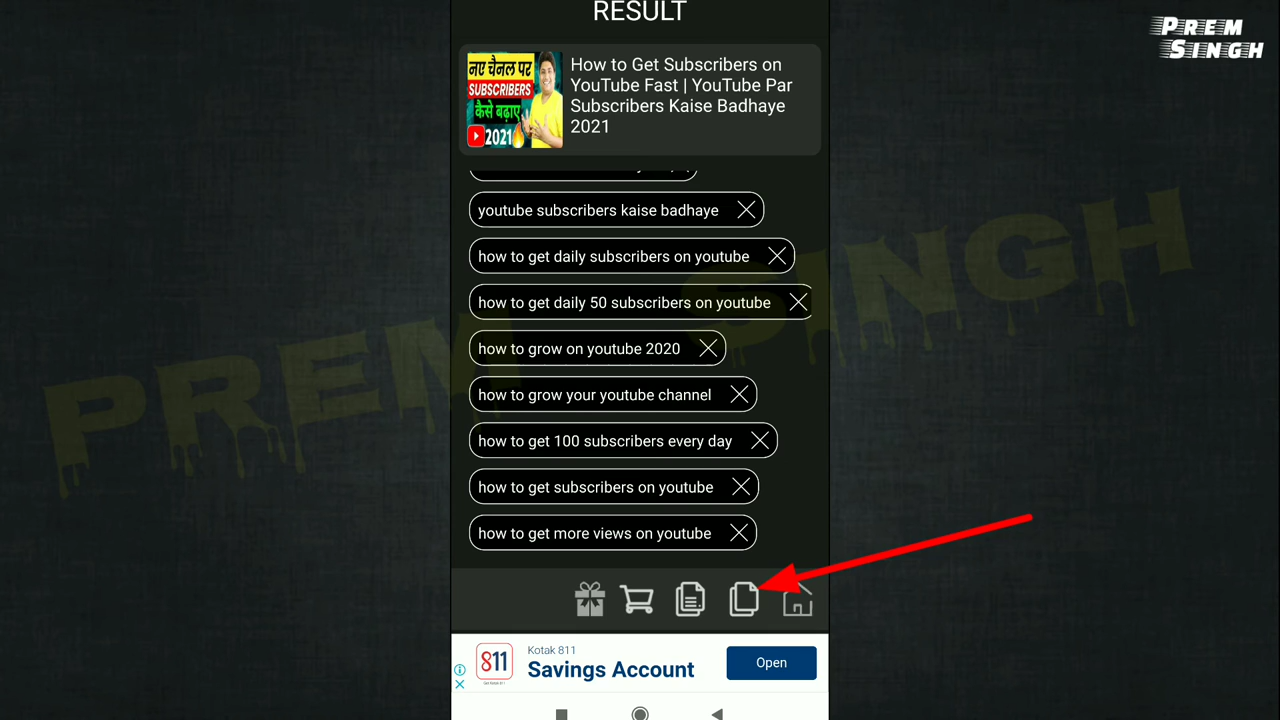 RESULT
PREM
SINGH
नए चैनल पर
SUBSCRIBERS
कैसे बढ़ाए
2021
How to Get Subscribers on
YouTube Fast | YouTube Par
Subscribers Kaise Badhaye
2021
youtube subscribers kaise badhaye
how to get daily subscribers on youtube
how to get daily 50 subscribers on youtube
how to grow on youtube 2020
how to grow your youtube channel
how to get 100 subscribers every day
how to get subscribers on youtube
how to get more views on youtube
PREM SINGH
811
Kotak 811
Savings Account
Open